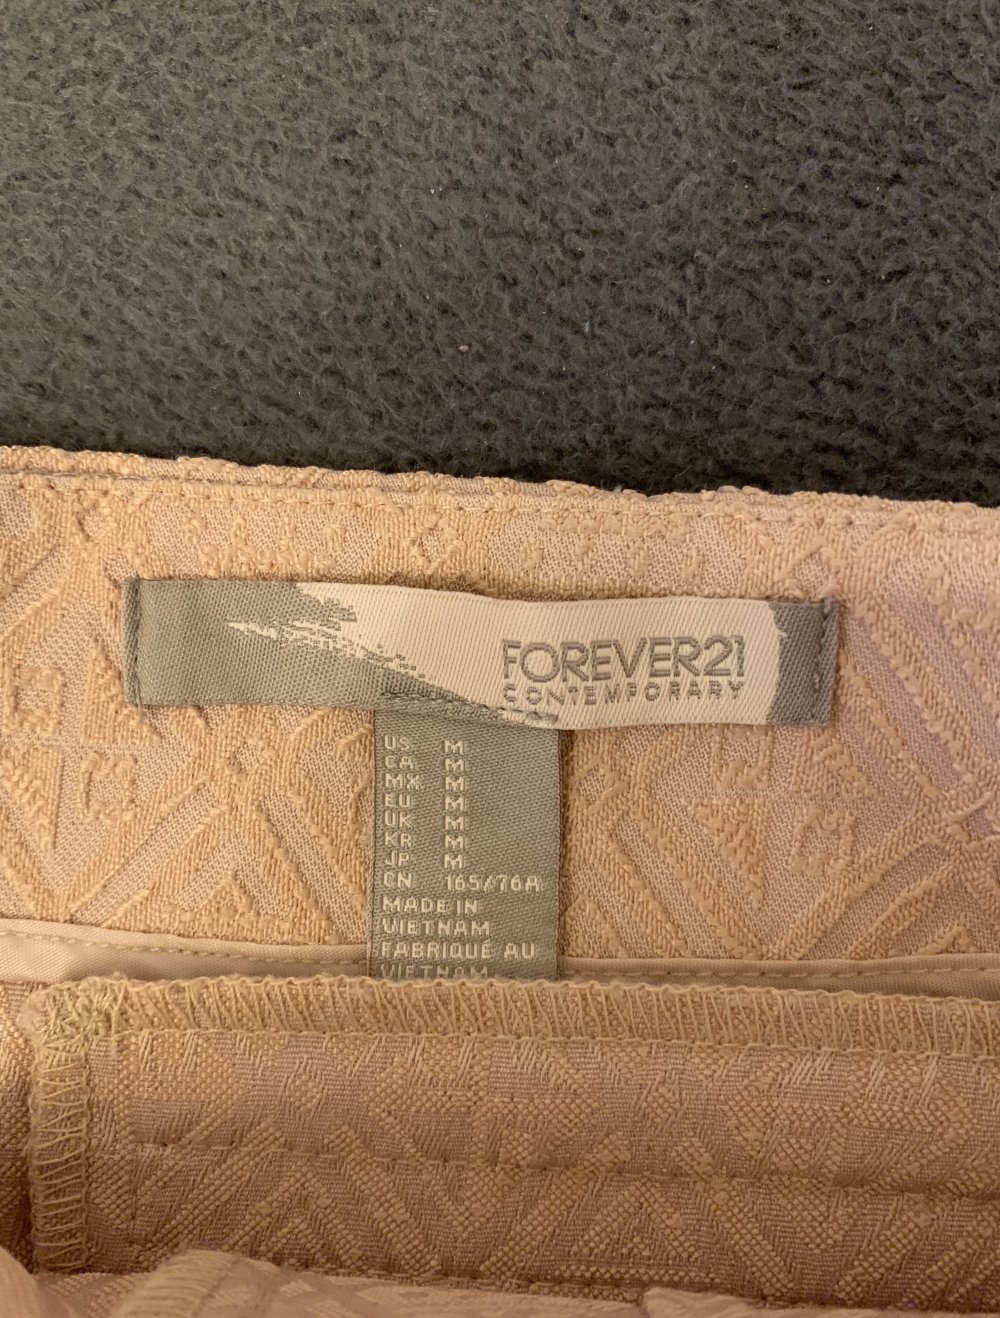 FOREVER21
CONTEMPORARY
US M
CA M
MX M
EU M
UK M
KR M
JP M
CN 165/76A
MADE IN
VIETNAM
FABRIQUÉ AU
VIETNAM